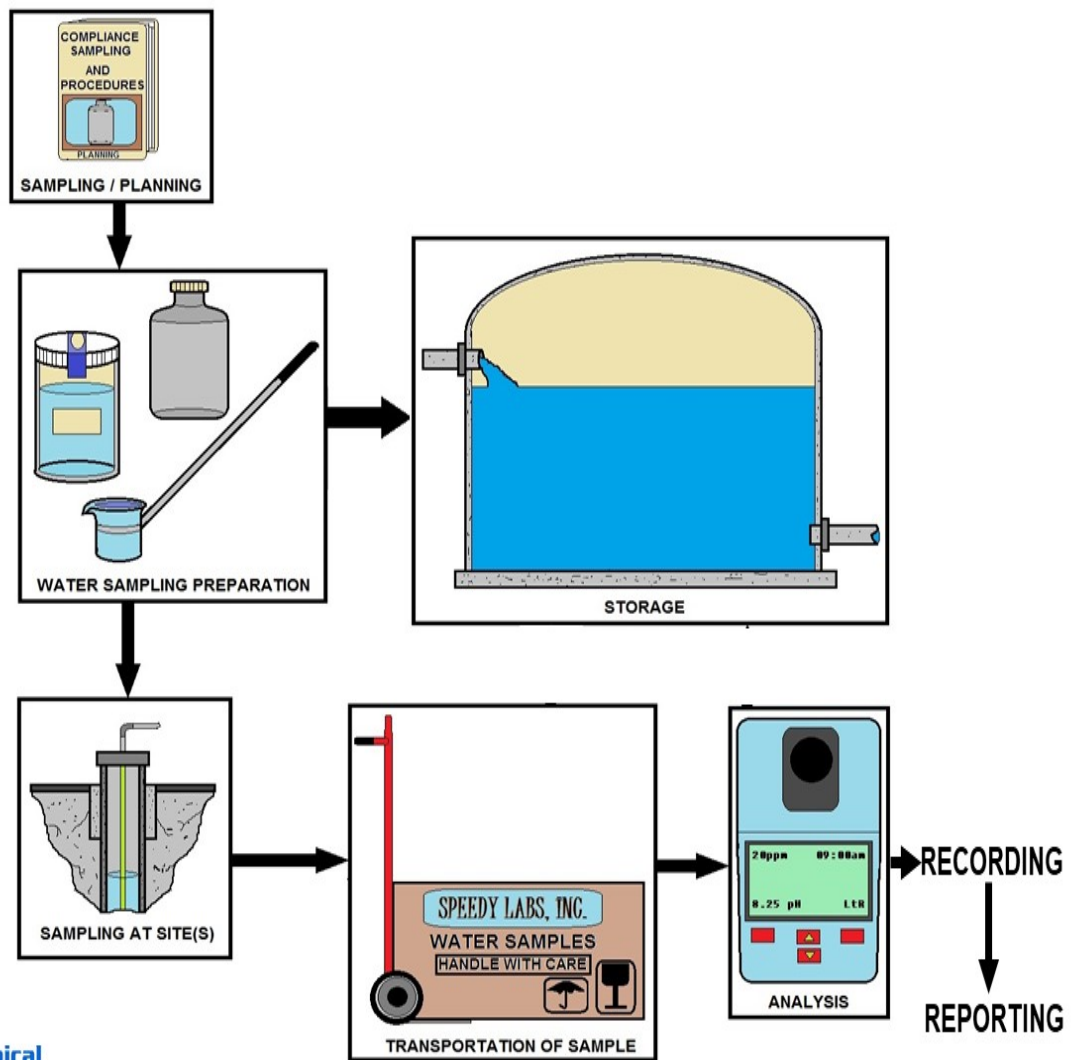 COMPLIANCE
SAMPLING
AND
PROCEDURES
PLANNING
SAMPLING / PLANNING
WATER SAMPLING PREPARATION
STORAGE
SAMPLING AT SITE(S)
SPEEDY LABS, INC.
WATER SAMPLES
HANDLE WITH CARE
TRANSPORTATION OF SAMPLE
20ppm 09:00am
8.25 pH LtR
ANALYSIS
RECORDING
REPORTING